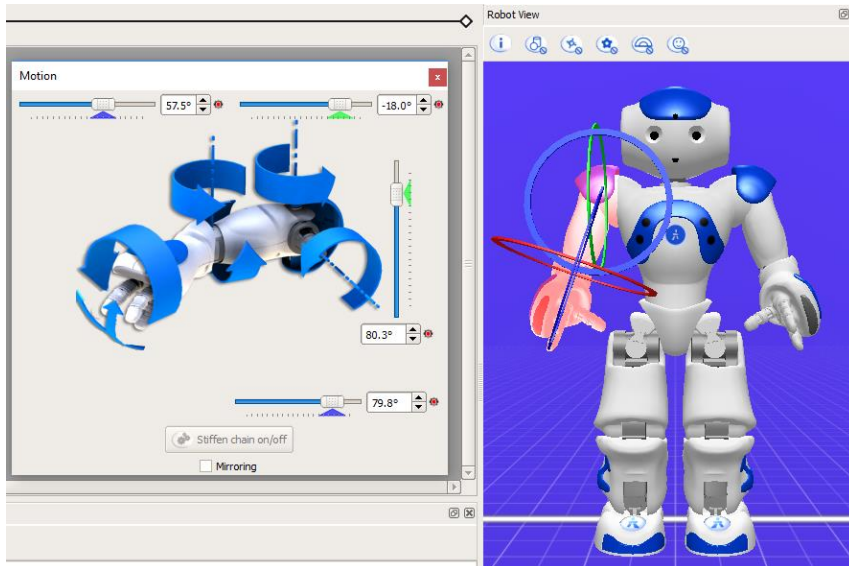 Robot View
Motion
x
57.5°
-18.0°
80.3°
79.8°
Stiffen chain on/off
Mirroring